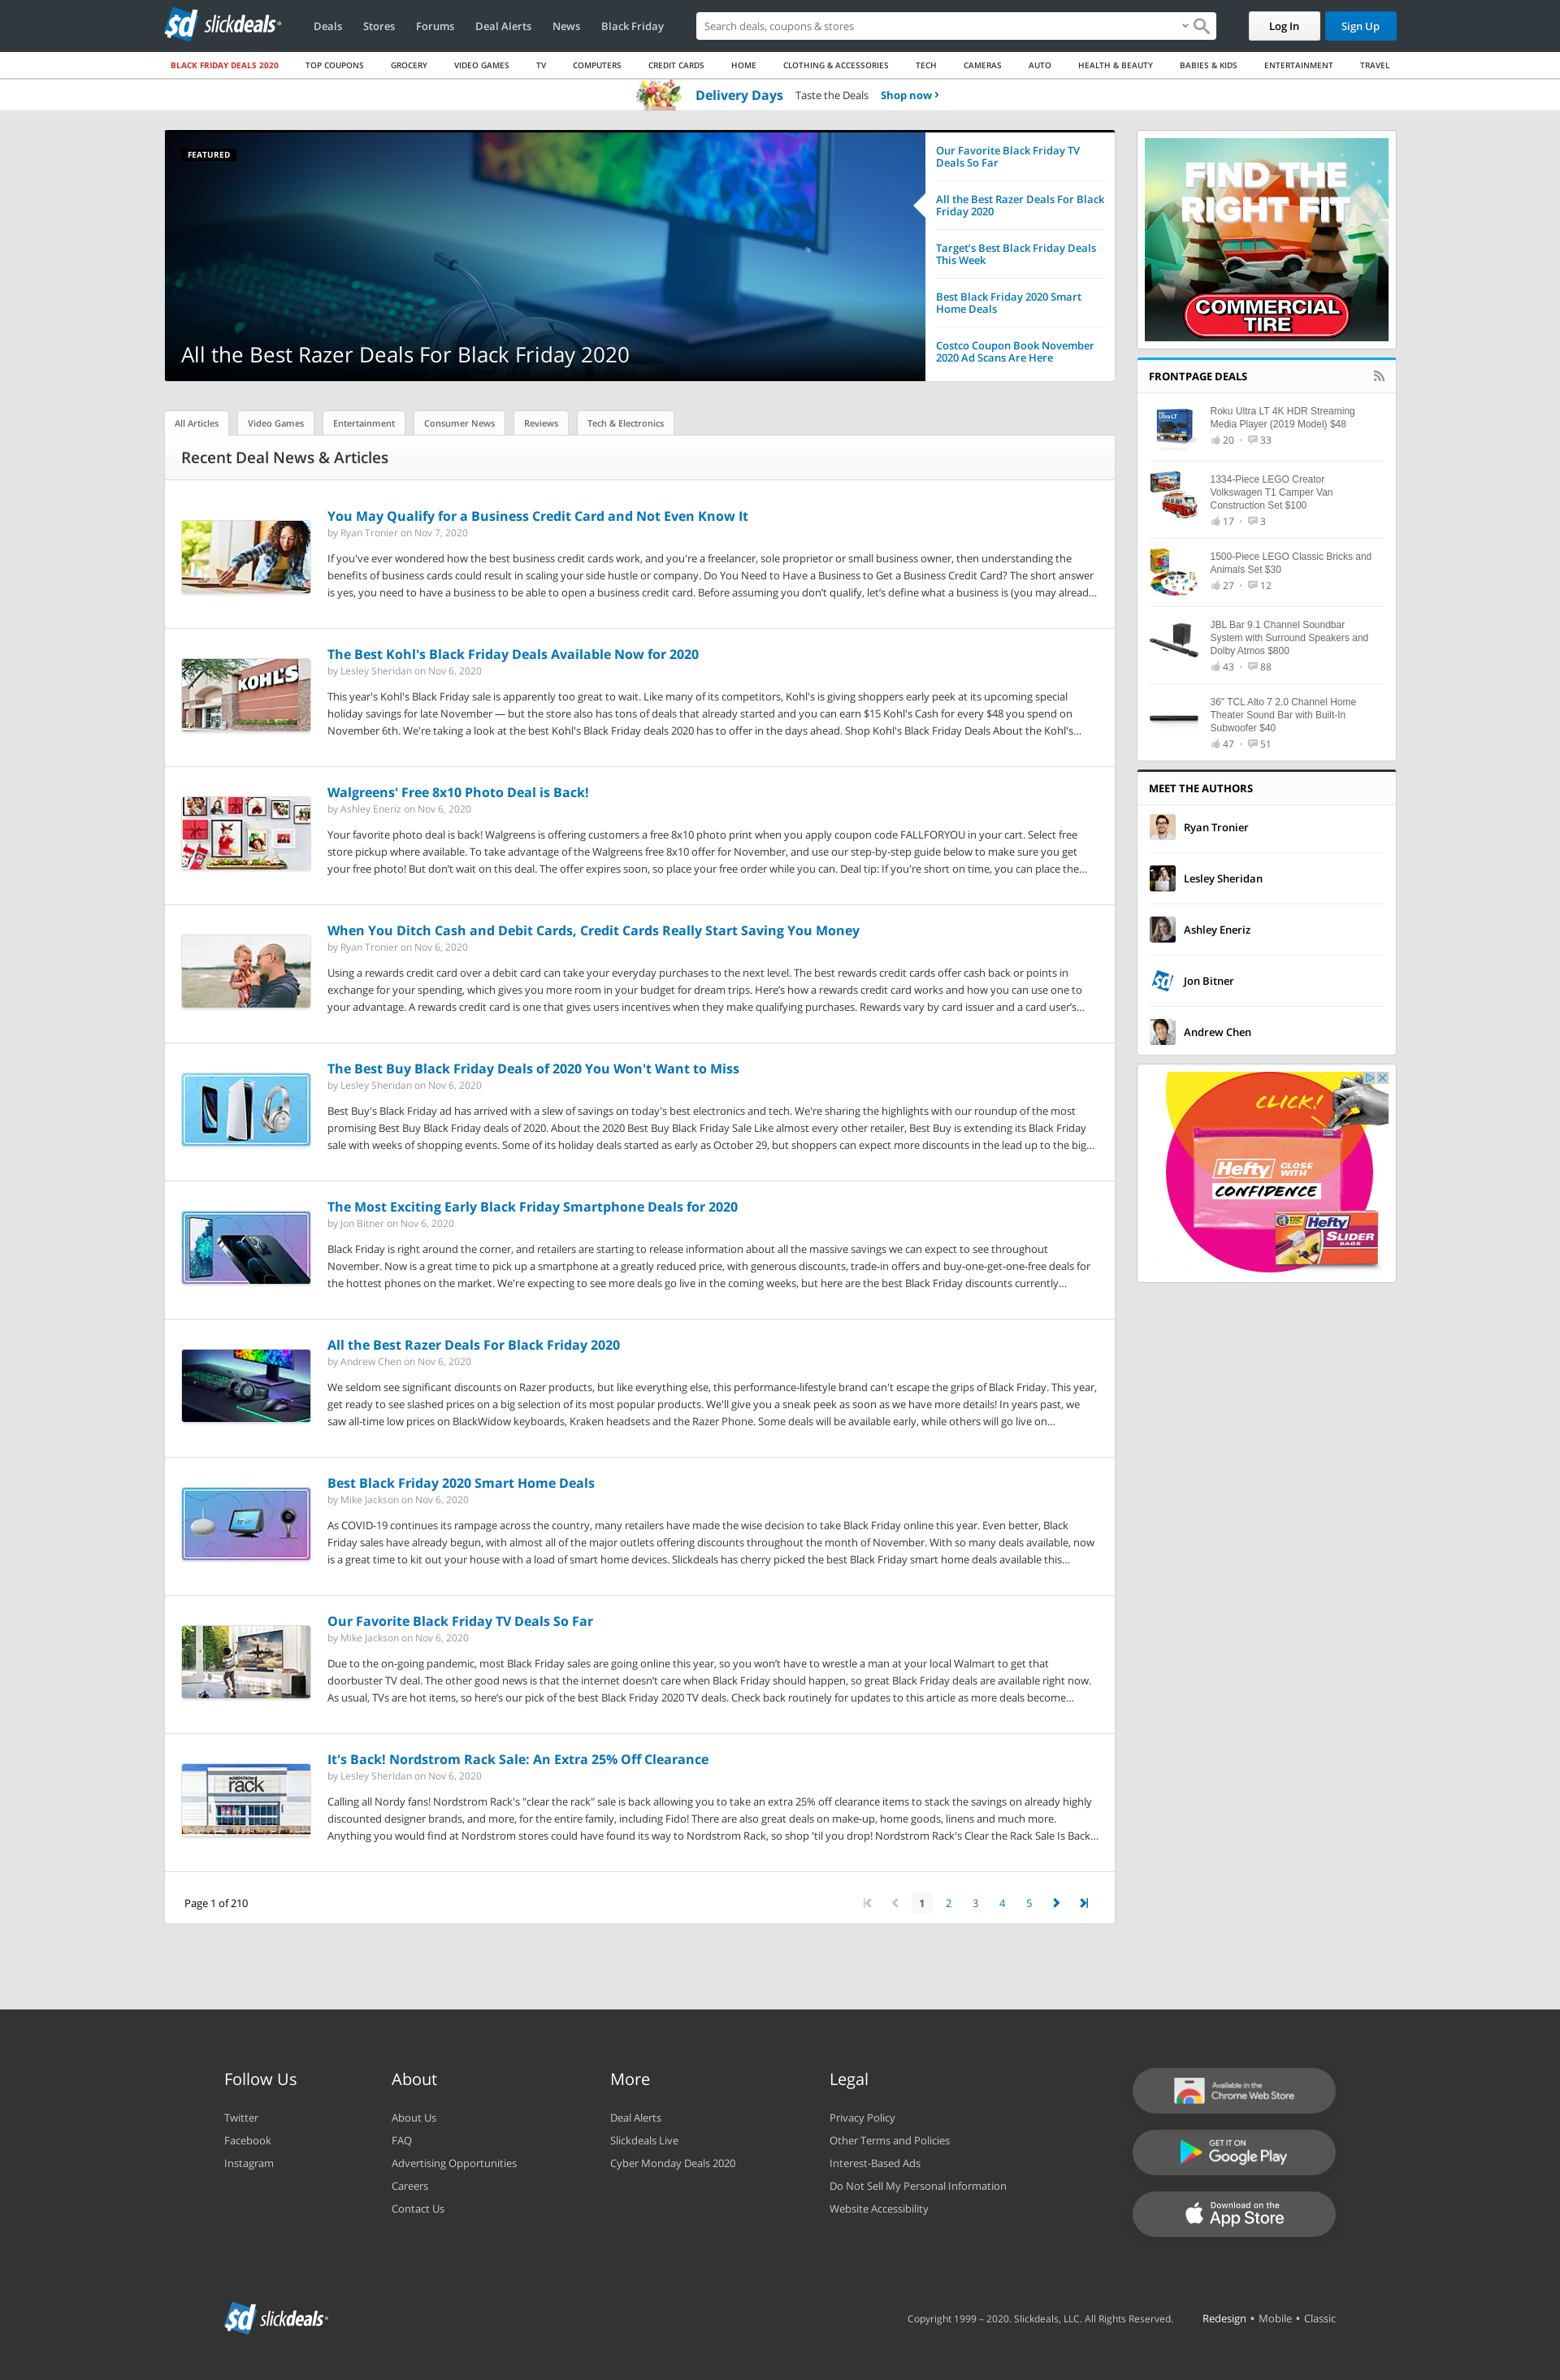 sd slickdeals
Deals Stores Forums Deal Alerts News Black Friday
Search deals, coupons & stores
Log In Sign Up
BLACK FRIDAY DEALS 2020 TOP COUPONS GROCERY VIDEO GAMES TV COMPUTERS CREDIT CARDS HOME CLOTHING & ACCESSORIES TECH CAMERAS AUTO HEALTH & BEAUTY BABIES & KIDS ENTERTAINMENT TRAVEL
Delivery Days Taste the Deals Shop now
FEATURED
All the Best Razer Deals For Black Friday 2020
Our Favorite Black Friday TV
Deals So Far
All the Best Razer Deals For Black
Friday 2020
Target's Best Black Friday Deals
This Week
Best Black Friday 2020 Smart
Home Deals
Costco Coupon Book November
2020 Ad Scans Are Here
All Articles Video Games Entertainment Consumer News Reviews Tech & Electronics
Recent Deal News & Articles
You May Qualify for a Business Credit Card and Not Even Know It
by Ryan Tronier on Nov 7, 2020
If you've ever wondered how the best business credit cards work, and you're a freelancer, sole proprietor or small business owner, then understanding the
benefits of business cards could result in scaling your side hustle or company. Do You Need to Have a Business to Get a Business Credit Card? The short answer
is yes, you need to have a business to be able to open a business credit card. Before assuming you don't qualify, let's define what a business is (you may alread...
KOHL'S
The Best Kohl's Black Friday Deals Available Now for 2020
by Lesley Sheridan on Nov 6, 2020
This year's Kohl's Black Friday sale is apparently too great to wait. Like many of its competitors, Kohl's is giving shoppers early peek at its upcoming special
holiday savings for late November — but the store also has tons of deals that already started and you can earn $15 Kohl's Cash for every $48 you spend on
November 6th. We're taking a look at the best Kohl's Black Friday deals 2020 has to offer in the days ahead. Shop Kohl's Black Friday Deals About the Kohl's...
Walgreens' Free 8x10 Photo Deal is Back!
by Ashley Eneriz on Nov 6, 2020
Your favorite photo deal is back! Walgreens is offering customers a free 8x10 photo print when you apply coupon code FALLFORYOU in your cart. Select free
store pickup where available. To take advantage of the Walgreens free 8x10 offer for November, and use our step-by-step guide below to make sure you get
your free photo! But don't wait on this deal. The offer expires soon, so place your free order while you can. Deal tip: If you're short on time, you can place the...
When You Ditch Cash and Debit Cards, Credit Cards Really Start Saving You Money
by Ryan Tronier on Nov 6, 2020
Using a rewards credit card over a debit card can take your everyday purchases to the next level. The best rewards credit cards offer cash back or points in
exchange for your spending, which gives you more room in your budget for dream trips. Here's how a rewards credit card works and how you can use one to
your advantage. A rewards credit card is one that gives users incentives when they make qualifying purchases. Rewards vary by card issuer and a card user's...
The Best Buy Black Friday Deals of 2020 You Won't Want to Miss
by Lesley Sheridan on Nov 6, 2020
Best Buy's Black Friday ad has arrived with a slew of savings on today's best electronics and tech. We're sharing the highlights with our roundup of the most
promising Best Buy Black Friday deals of 2020. About the 2020 Best Buy Black Friday Sale Like almost every other retailer, Best Buy is extending its Black Friday
sale with weeks of shopping events. Some of its holiday deals started as early as October 29, but shoppers can expect more discounts in the lead up to the big...
The Most Exciting Early Black Friday Smartphone Deals for 2020
by Jon Bitner on Nov 6, 2020
Black Friday is right around the corner, and retailers are starting to release information about all the massive savings we can expect to see throughout
November. Now is a great time to pick up a smartphone at a greatly reduced price, with generous discounts, trade-in offers and buy-one-get-one-free deals for
the hottest phones on the market. We're expecting to see more deals go live in the coming weeks, but here are the best Black Friday discounts currently...
All the Best Razer Deals For Black Friday 2020
by Andrew Chen on Nov 6, 2020
We seldom see significant discounts on Razer products, but like everything else, this performance-lifestyle brand can't escape the grips of Black Friday. This year,
get ready to see slashed prices on a big selection of its most popular products. We'll give you a sneak peek as soon as we have more details! In years past, we
saw all-time low prices on BlackWidow keyboards, Kraken headsets and the Razer Phone. Some deals will be available early, while others will go live on...
Best Black Friday 2020 Smart Home Deals
by Mike Jackson on Nov 6, 2020
As COVID-19 continues its rampage across the country, many retailers have made the wise decision to take Black Friday online this year. Even better, Black
Friday sales have already begun, with almost all of the major outlets offering discounts throughout the month of November. With so many deals available, now
is a great time to kit out your house with a load of smart home devices. Slickdeals has cherry picked the best Black Friday smart home deals available this...
Our Favorite Black Friday TV Deals So Far
by Mike Jackson on Nov 6, 2020
Due to the on-going pandemic, most Black Friday sales are going online this year, so you won't have to wrestle a man at your local Walmart to get that
doorbuster TV deal. The other good news is that the internet doesn't care when Black Friday should happen, so great Black Friday deals are available right now.
As usual, TVs are hot items, so here's our pick of the best Black Friday 2020 TV deals. Check back routinely for updates to this article as more deals become...
NORDSTROM
rack
It's Back! Nordstrom Rack Sale: An Extra 25% Off Clearance
by Lesley Sheridan on Nov 6, 2020
Calling all Nordy fans! Nordstrom Rack's "clear the rack" sale is back allowing you to take an extra 25% off clearance items to stack the savings on already highly
discounted designer brands, and more, for the entire family, including Fido! There are also great deals on make-up, home goods, linens and much more.
Anything you would find at Nordstrom stores could have found its way to Nordstrom Rack, so shop 'til you drop! Nordstrom Rack's Clear the Rack Sale Is Back...
Page 1 of 210
1 2 3 4 5
FIND THE
RIGHT FIT
COMMERCIAL
TIRE
FRONTPAGE DEALS
Ultra LT
Roku Ultra LT 4K HDR Streaming
Media Player (2019 Model) $48
20 · 33
1334-Piece LEGO Creator
Volkswagen T1 Camper Van
Construction Set $100
17 · 3
1500-Piece LEGO Classic Bricks and
Animals Set $30
27 · 12
JBL Bar 9.1 Channel Soundbar
System with Surround Speakers and
Dolby Atmos $800
43 · 88
36" TCL Alto 7 2.0 Channel Home
Theater Sound Bar with Built-In
Subwoofer $40
47 · 51
MEET THE AUTHORS
Ryan Tronier
Lesley Sheridan
Ashley Eneriz
sd
Jon Bitner
Andrew Chen
CLICK!
Hefty CLOSE WITH
CONFIDENCE
Hefty
SLIDER
BAGS
Follow Us
Twitter
Facebook
Instagram
About
About Us
FAQ
Advertising Opportunities
Careers
Contact Us
More
Deal Alerts
Slickdeals Live
Cyber Monday Deals 2020
Legal
Privacy Policy
Other Terms and Policies
Interest-Based Ads
Do Not Sell My Personal Information
Website Accessibility
Available in the
Chrome Web Store
GET IT ON
Google Play
Download on the
App Store
sd slickdeals
Copyright 1999 – 2020. Slickdeals, LLC. All Rights Reserved.
Redesign • Mobile • Classic